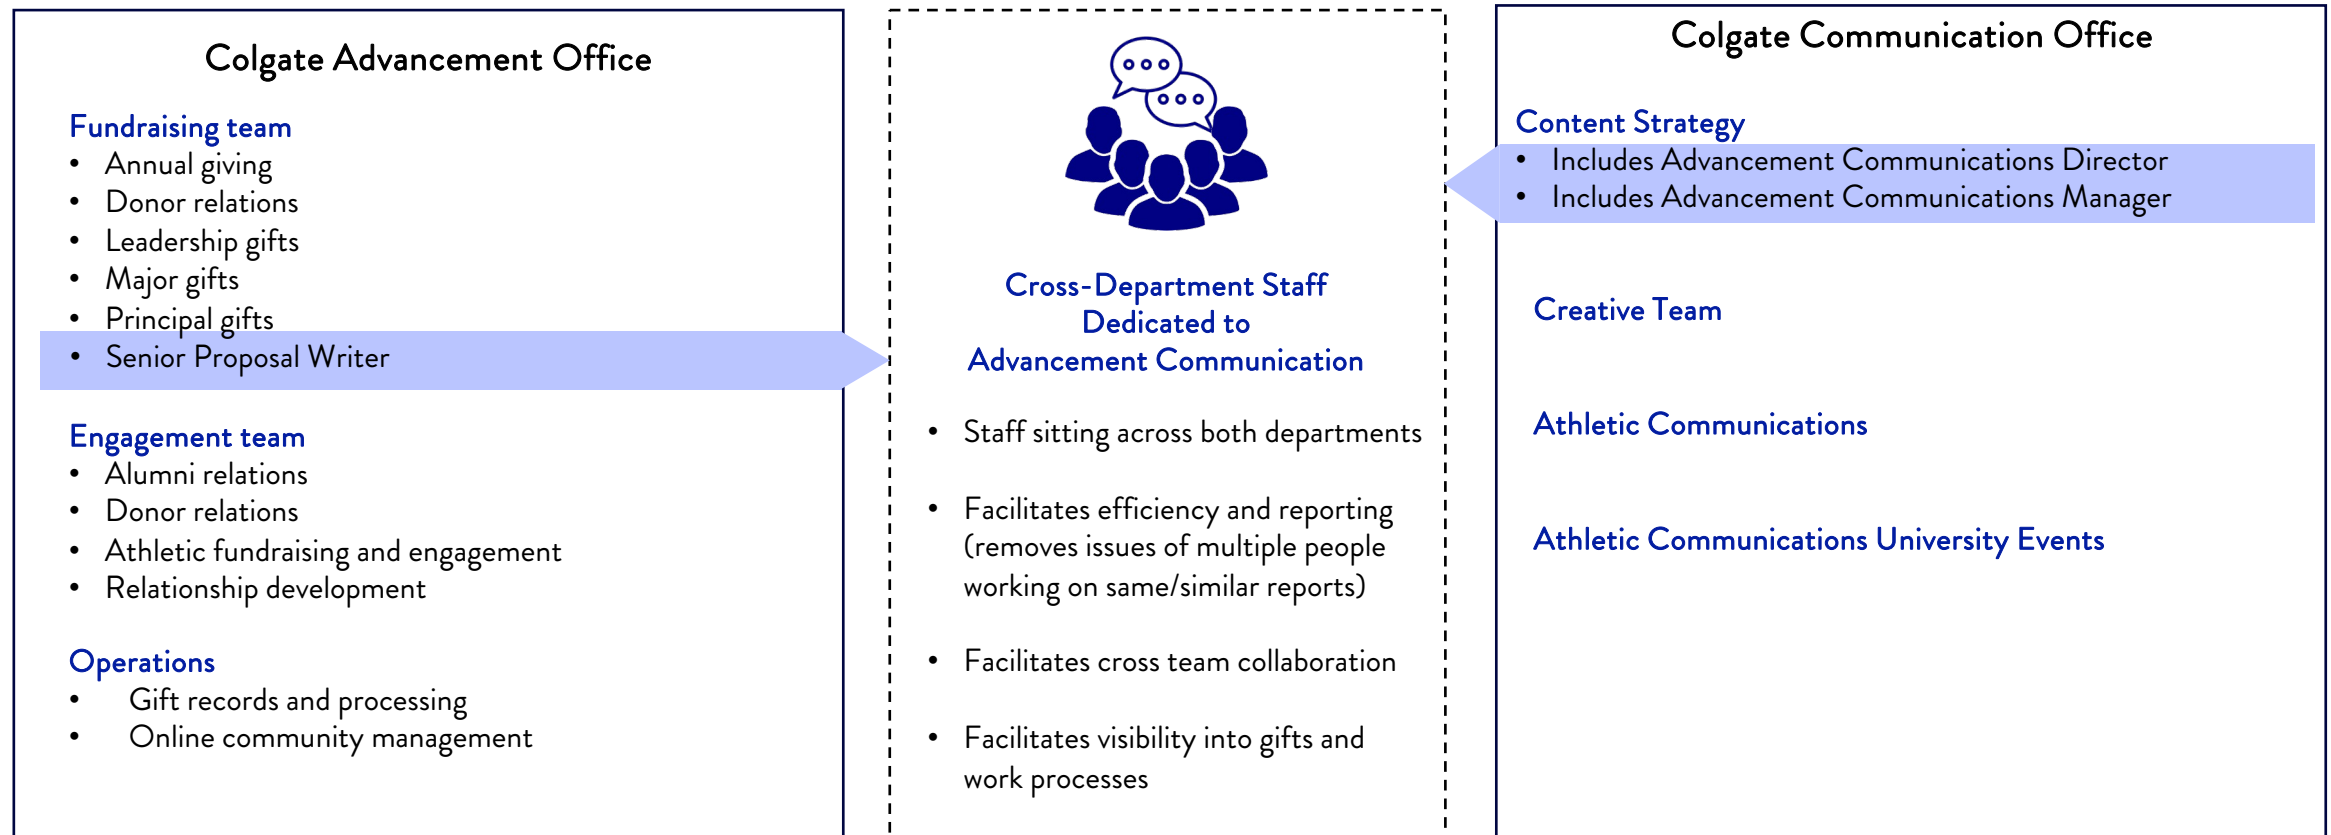 Colgate Advancement Office
Fundraising team
• Annual giving
• Donor relations
• Leadership gifts
• Major gifts
• Principal gifts
• Senior Proposal Writer
Engagement team
• Alumni relations
• Donor relations
• Athletic fundraising and engagement
• Relationship development
Operations
• Gift records and processing
• Online community management
Cross-Department Staff
Dedicated to
Advancement Communication
• Staff sitting across both departments
• Facilitates efficiency and reporting
(removes issues of multiple people
working on same/similar reports)
• Facilitates cross team collaboration
• Facilitates visibility into gifts and
work processes
Colgate Communication Office
Content Strategy
• Includes Advancement Communications Director
• Includes Advancement Communications Manager
Creative Team
Athletic Communications
Athletic Communications University Events